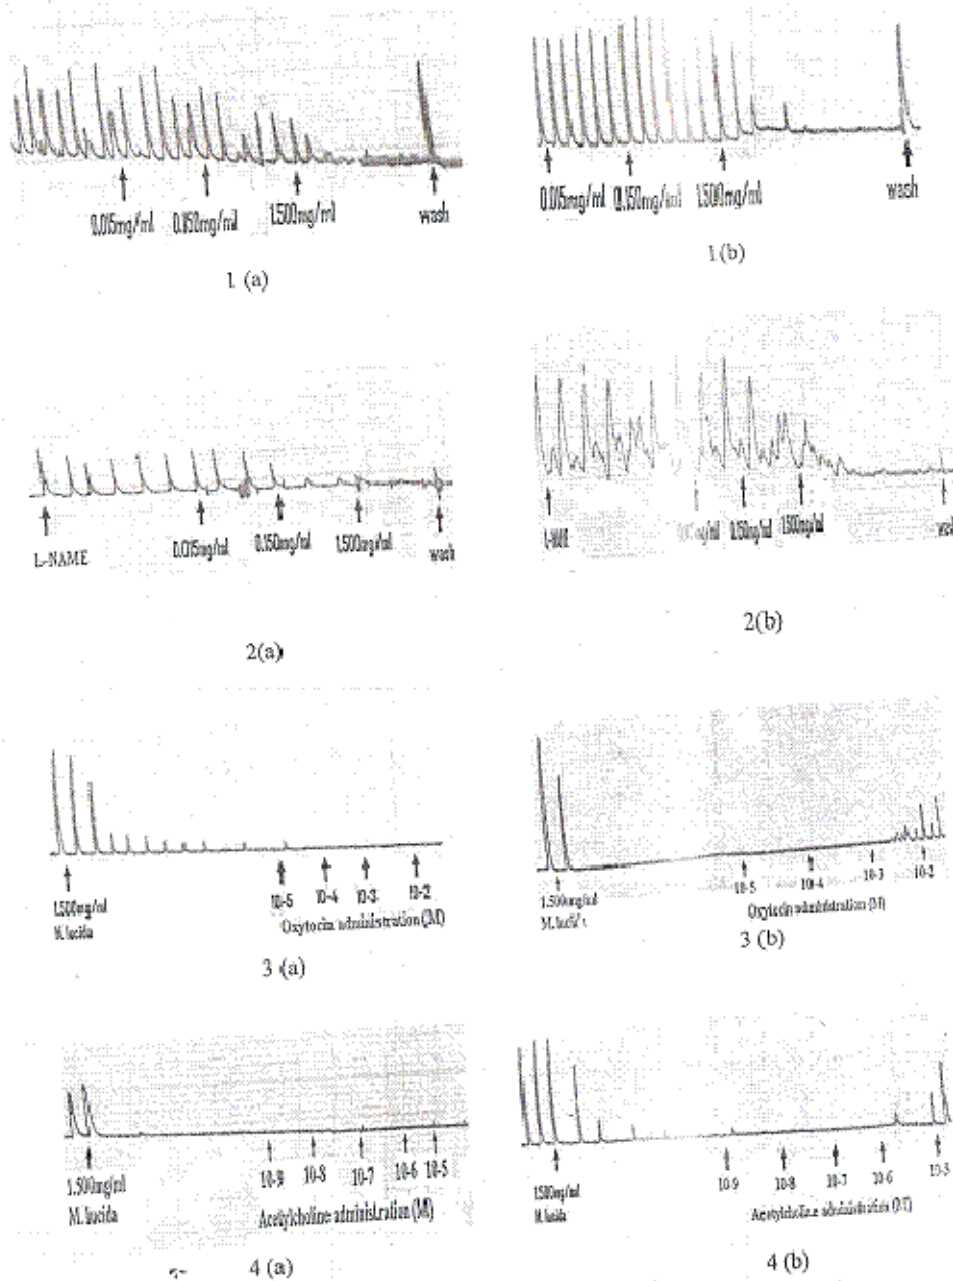 0.015mg/ml 0.150mg/ml 1.500mg/ml wash
1 (a)
0.015mg/ml 0.150mg/ml 1.500mg/ml wash
1 (b)
L-NAME 0.015mg/ml 0.150mg/ml 1.500mg/ml wash
2(a)
0.150mg/ml 1.500mg/ml
2(b)
1.500mg/ml 10-5 10-4 10-3 10-2
M. lucida Oxytocin administration (M)
3 (a)
1.500mg/ml 10-5 10-4 10-3 10-2
Oxytocin administration (M)
3 (b)
1.500mg/ml 10-9 10-8 10-7 10-6 10-5
M. lucida Acetylcholine administration (M)
4 (a)
1.500mg/ml 10-9 10-8 10-7 10-6 10-5
M. lucida Acetylcholine administration
4 (b)